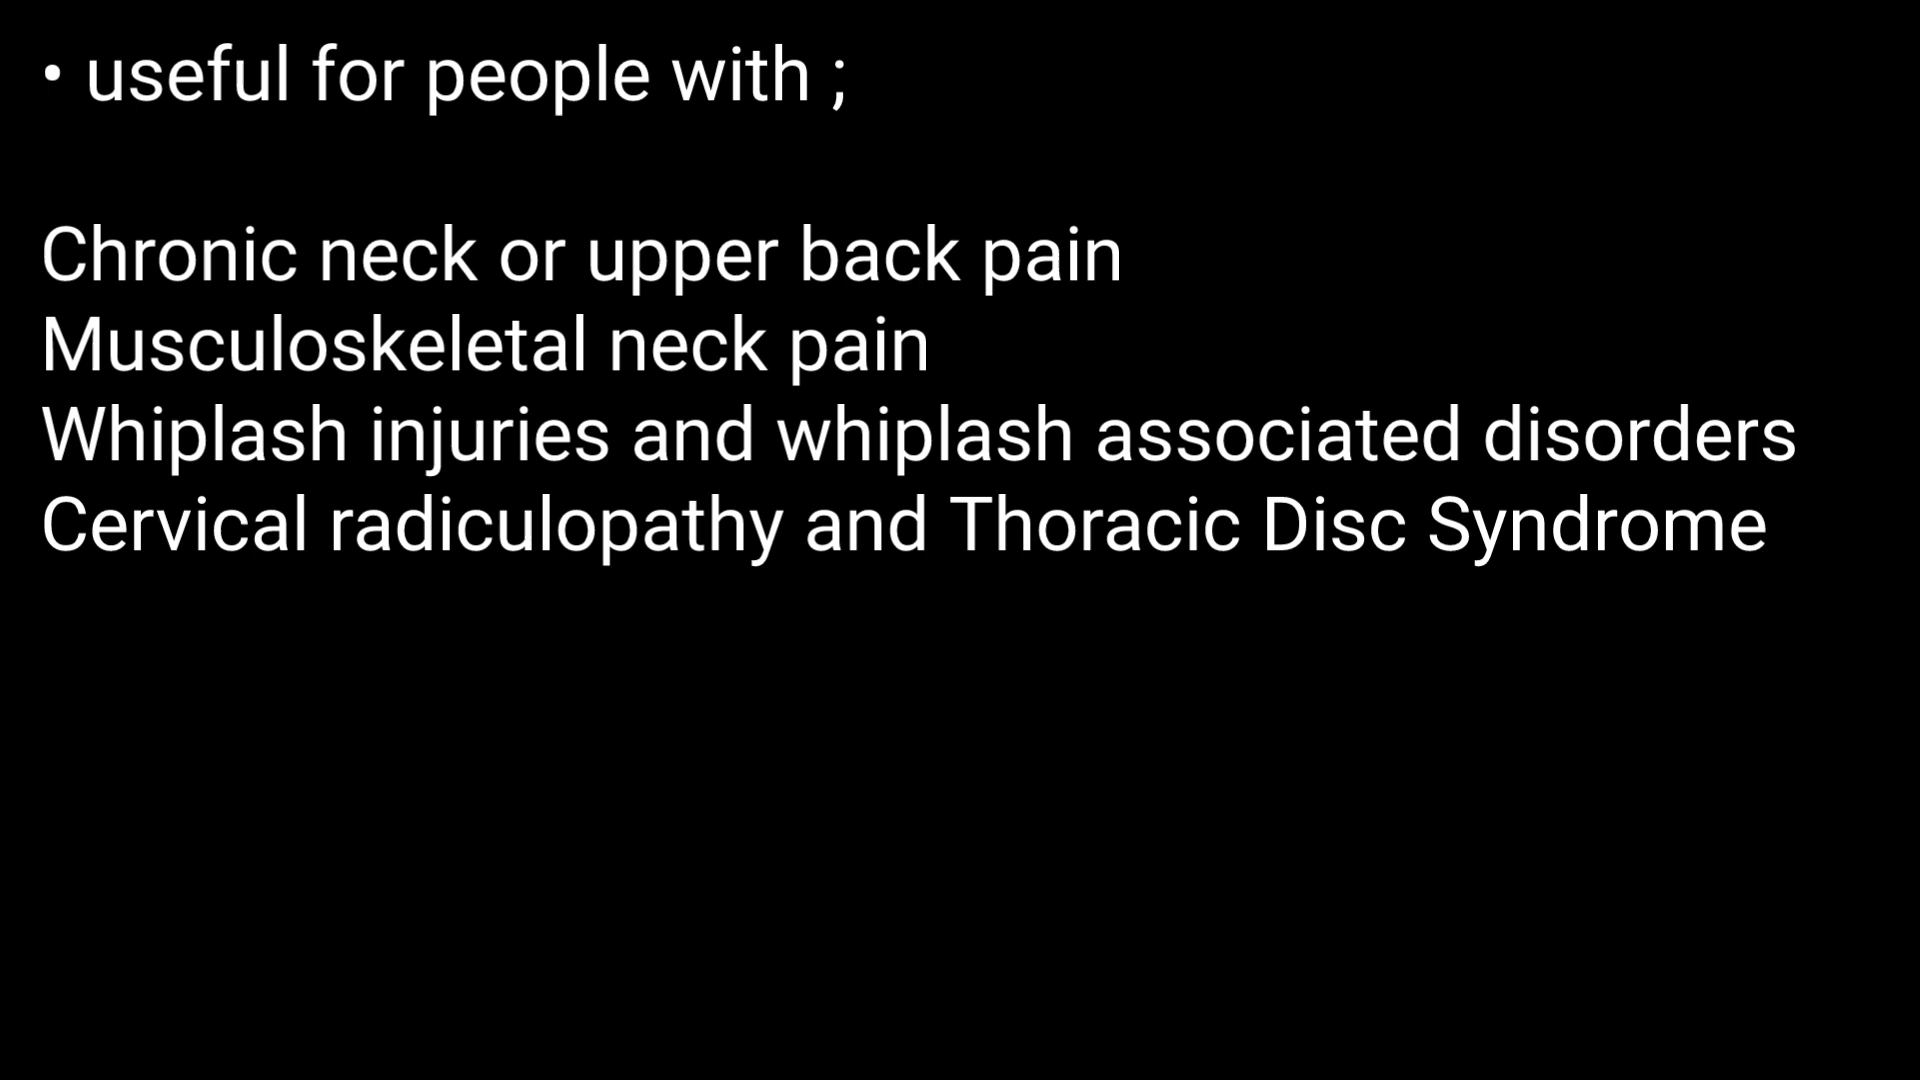 • useful for people with ;
Chronic neck or upper back pain
Musculoskeletal neck pain
Whiplash injuries and whiplash associated disorders
Cervical radiculopathy and Thoracic Disc Syndrome